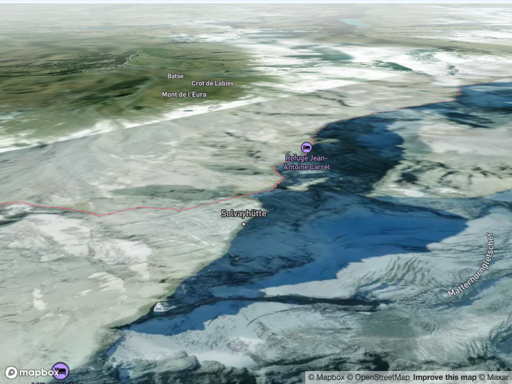 Batse
Crot de Labies
Mont de l'Eura
Refuge Jean-
Antoine Carrel
Solvayhütte
Matterhorngletscher
mapbox
© Mapbox © OpenStreetMap Improve this map © Maxar